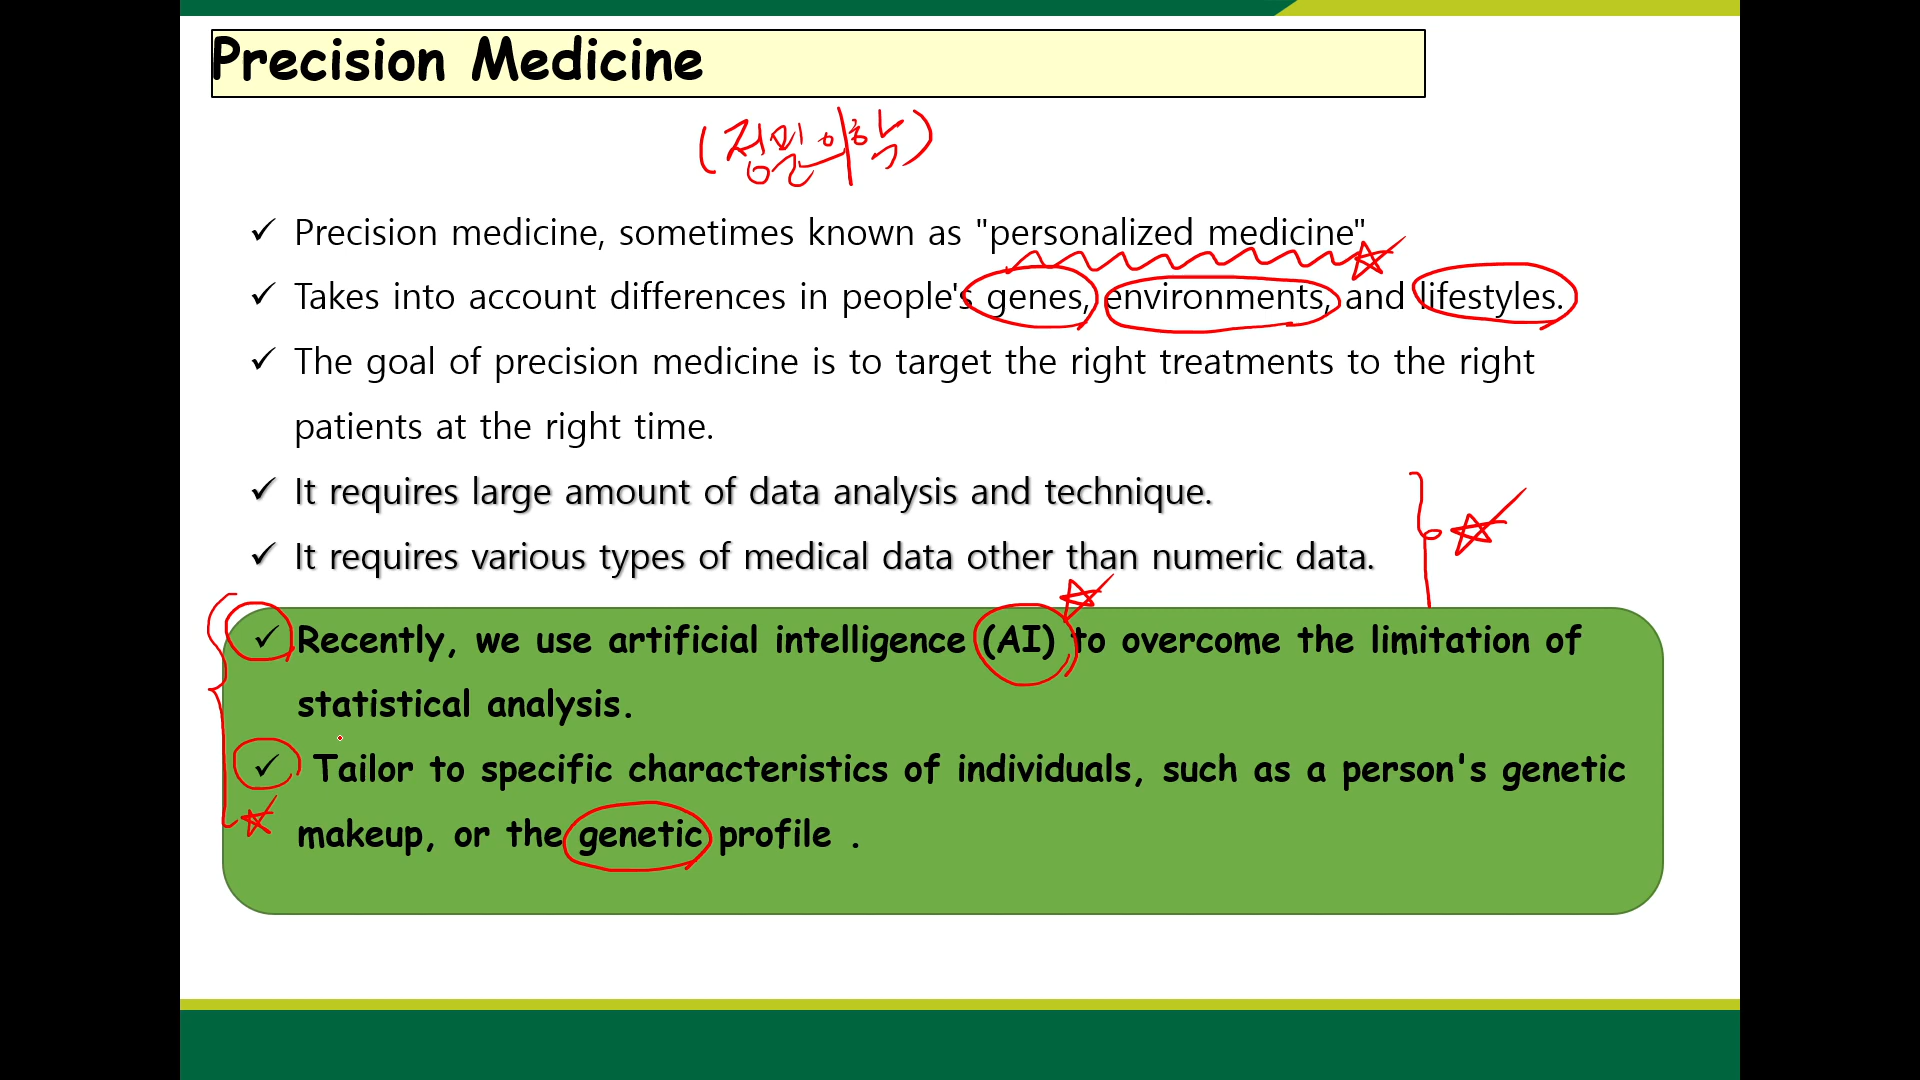 Precision Medicine
(정밀의학)
✓ Precision medicine, sometimes known as "personalized medicine"
✓ Takes into account differences in people's genes, environments, and lifestyles.
✓ The goal of precision medicine is to target the right treatments to the right
patients at the right time.
✓ It requires large amount of data analysis and technique.
✓ It requires various types of medical data other than numeric data.
✓ Recently, we use artificial intelligence (AI) to overcome the limitation of
statistical analysis.
✓ Tailor to specific characteristics of individuals, such as a person's genetic
makeup, or the genetic profile .